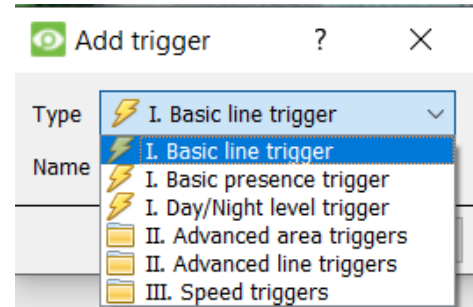 Add trigger ?
Type I. Basic line trigger
I. Basic line trigger
Name
I. Basic presence trigger
I. Day/Night level trigger
II. Advanced area triggers
II. Advanced line triggers
III. Speed triggers